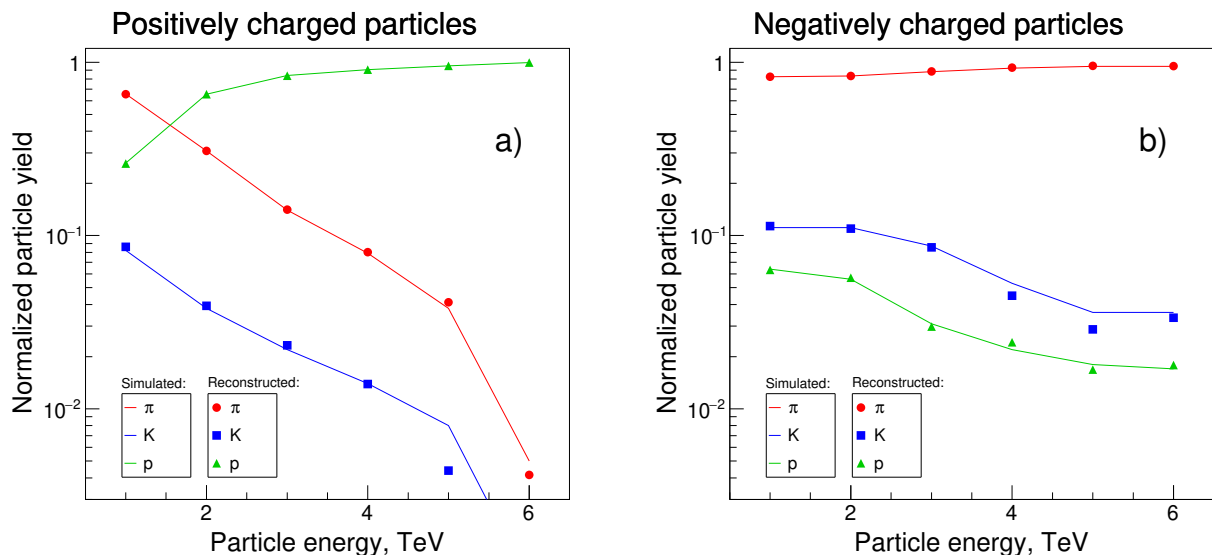 Positively charged particles
Normalized particle yield
1
10⁻¹
10⁻²
a)
Simulated:
π
K
p
Reconstructed:
π
K
p
2
4
6
Particle energy, TeV
Negatively charged particles
Normalized particle yield
1
10⁻¹
10⁻²
b)
Simulated:
π
K
p
Reconstructed:
π
K
p
2
4
6
Particle energy, TeV